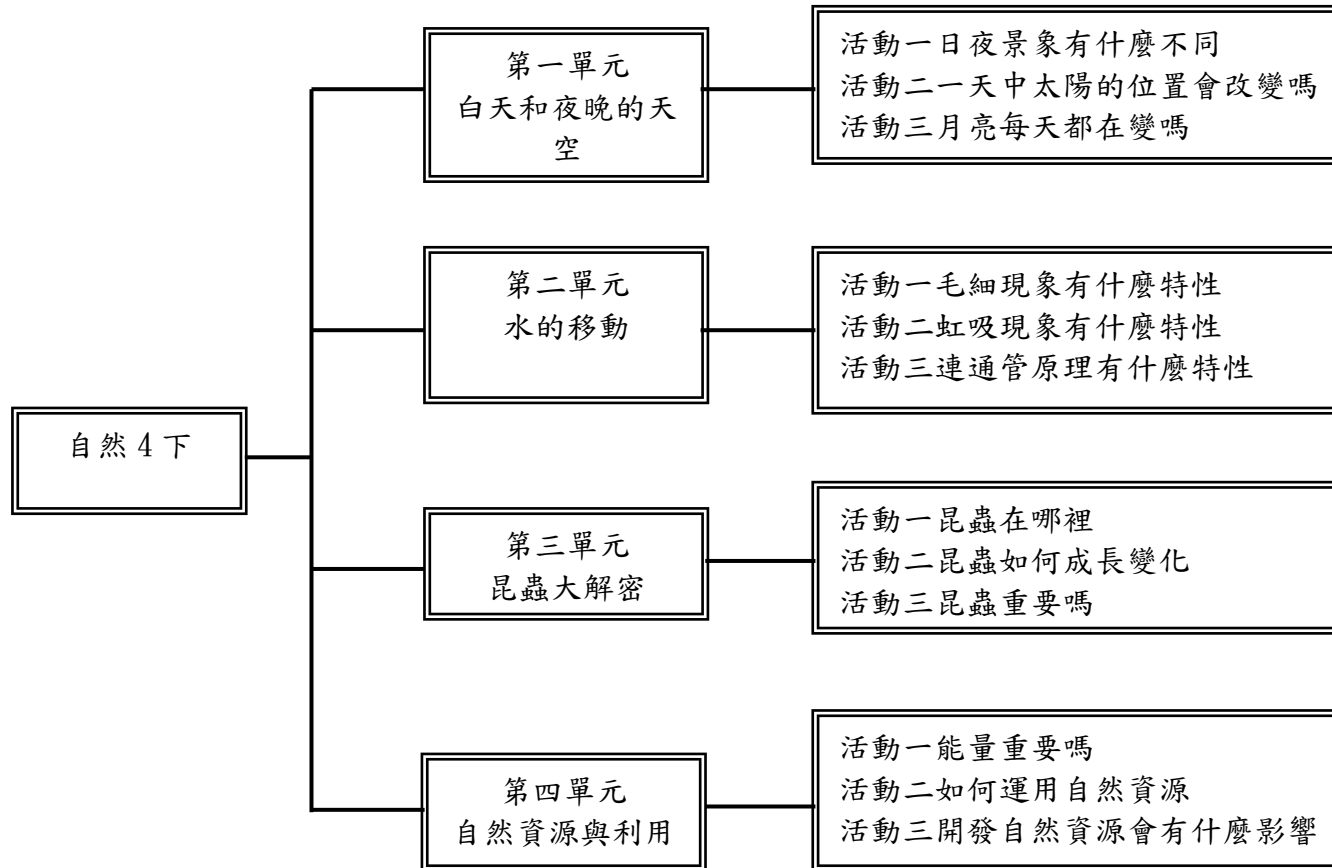 自然4下
第一單元
白天和夜晚的天
空
活動一日夜景象有什麼不同
活動二一天中太陽的位置會改變嗎
活動三月亮每天都在變嗎
第二單元
水的移動
活動一毛細現象有什麼特性
活動二虹吸現象有什麼特性
活動三連通管原理有什麼特性
第三單元
昆蟲大解密
活動一昆蟲在哪裡
活動二昆蟲如何成長變化
活動三昆蟲重要嗎
第四單元
自然資源與利用
活動一能量重要嗎
活動二如何運用自然資源
活動三開發自然資源會有什麼影響